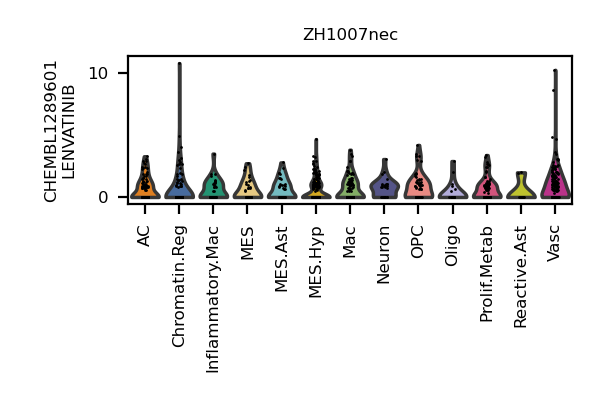 ZH1007nec
CHEMBL1289601
LENVATINIB
10
0
AC
Chromatin.Reg
Inflammatory.Mac
MES
MES.Ast
MES.Hyp
Mac
Neuron
OPC
Oligo
Prolif.Metab
Reactive.Ast
Vasc